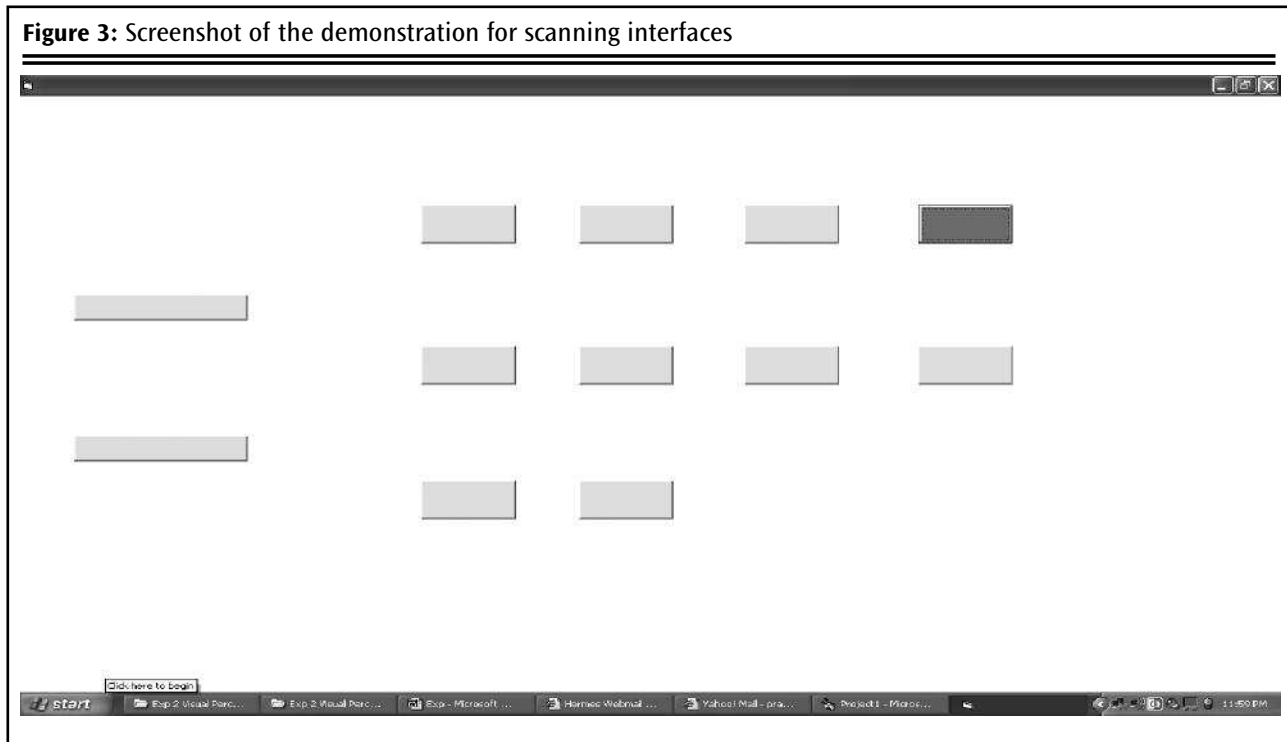 Figure 3: Screenshot of the demonstration for scanning interfaces
Click here to begin
start Exp 2 Visual Perc... Exp 2 Visual Perc... Exp - Microsoft ... Hermes Webmail ... Yahoo! Mail - pra... Project1 - Micros... 11:59 PM